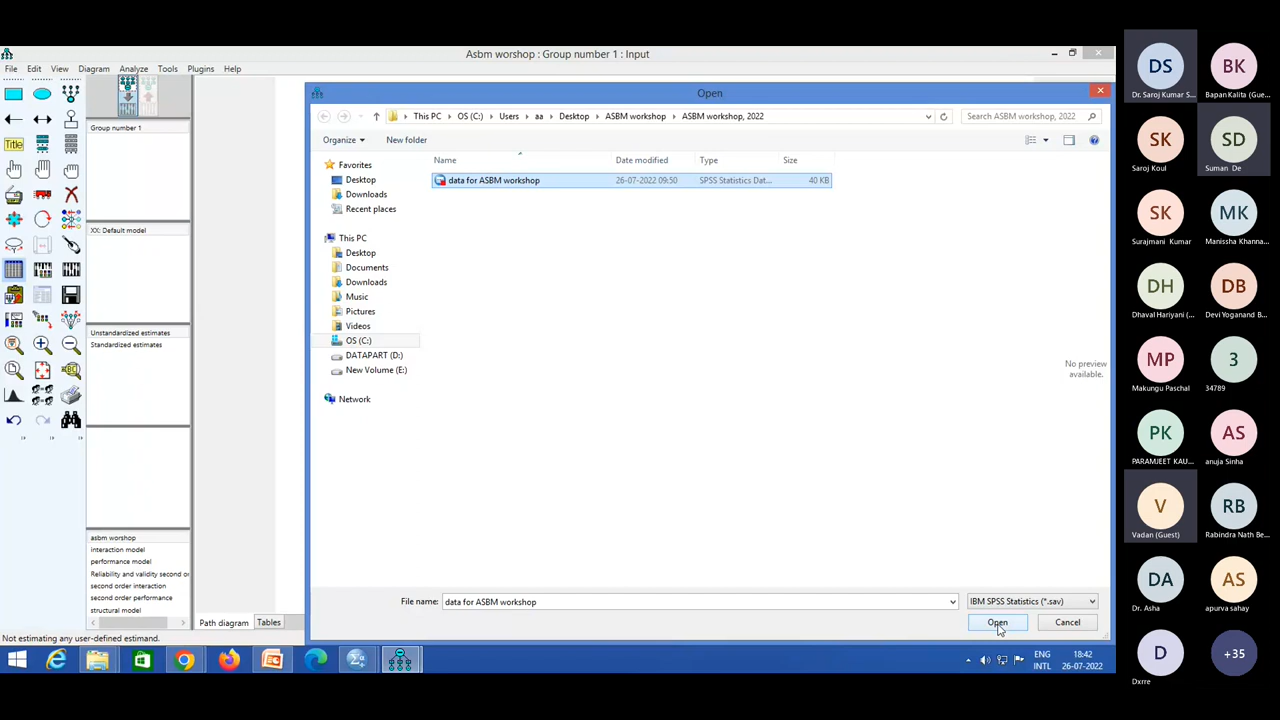 Asbm worshop : Group number 1 : Input
File Edit View Diagram Analyze Tools Plugins Help
Title
Group number 1
XX: Default model
Unstandardized estimates
Standardized estimates
asbm worshop
interaction model
performance model
Reliability and validity second o
second order interaction
second order performance
structural model
Path diagram
Tables
Not estimating any user-defined estimand.
Open
This PC OS (C:) Users aa Desktop ASBM workshop ASBM workshop, 2022
Search ASBM workshop, 2022
Organize
New folder
Name Date modified Type Size
data for ASBM workshop 26-07-2022 09:50 SPSS Statistics Dat... 40 KB
Favorites
Desktop
Downloads
Recent places
This PC
Desktop
Documents
Downloads
Music
Pictures
Videos
OS (C:)
DATAPART (D:)
New Volume (E:)
Network
No preview
available.
File name: data for ASBM workshop
IBM SPSS Statistics (*.sav)
Open
Cancel
ENG
INTL
18:42
26-07-2022
DS
Dr. Saroj Kumar S...
BK
Bapan Kalita (Gue...
SK
Saroj Koul
SD
Suman De
SK
Surajmani Kumar
MK
Manissha Khanna...
DH
Dhaval Hariyani (...
DB
Devi Yoganand B...
MP
Makungu Paschal
3
34789
PK
PARAMJEET KAU...
AS
anuja Sinha
V
Vadan (Guest)
RB
Rabindra Nath Be...
DA
Dr. Asha
AS
apurva sahay
D
Dxrre
+35